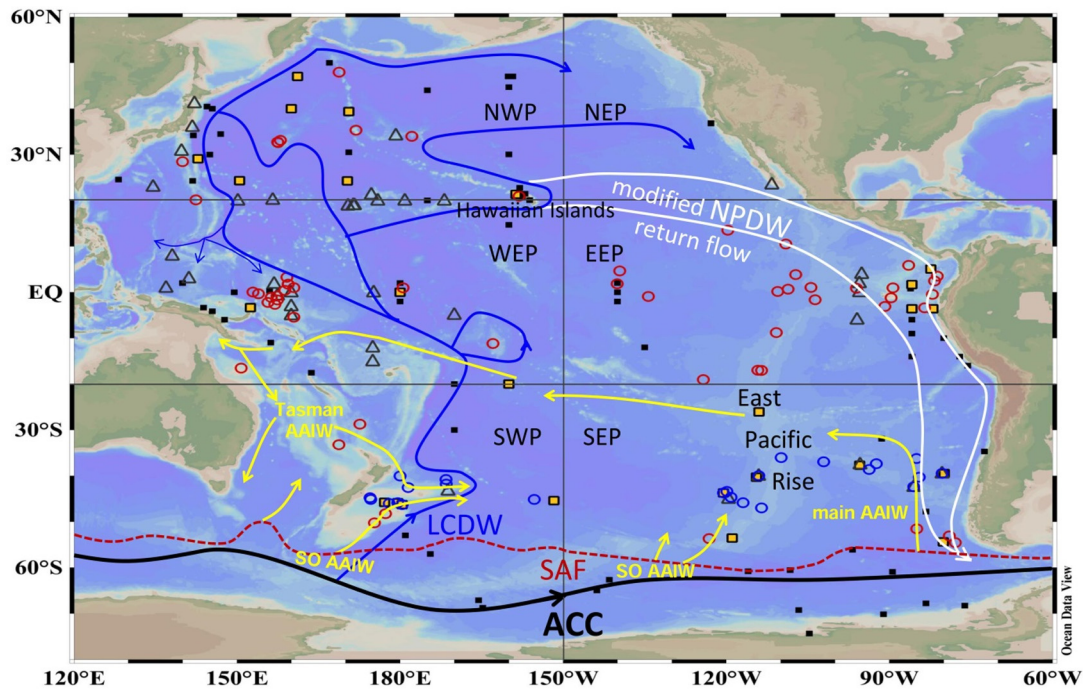 60°N
NWP NEP
30°N
modified NPDW
Hawaiian Islands
return flow
WEP EEP
EQ
East
Tasman
AAIW
30°S
SWP SEP
Pacific
Rise
LCDW
main AAIW
SO AAIW
SAF
SO AAIW
60°S
ACC
Ocean Data View
120°E 150°E 180°W 150°W 120°W 90°W 60°W